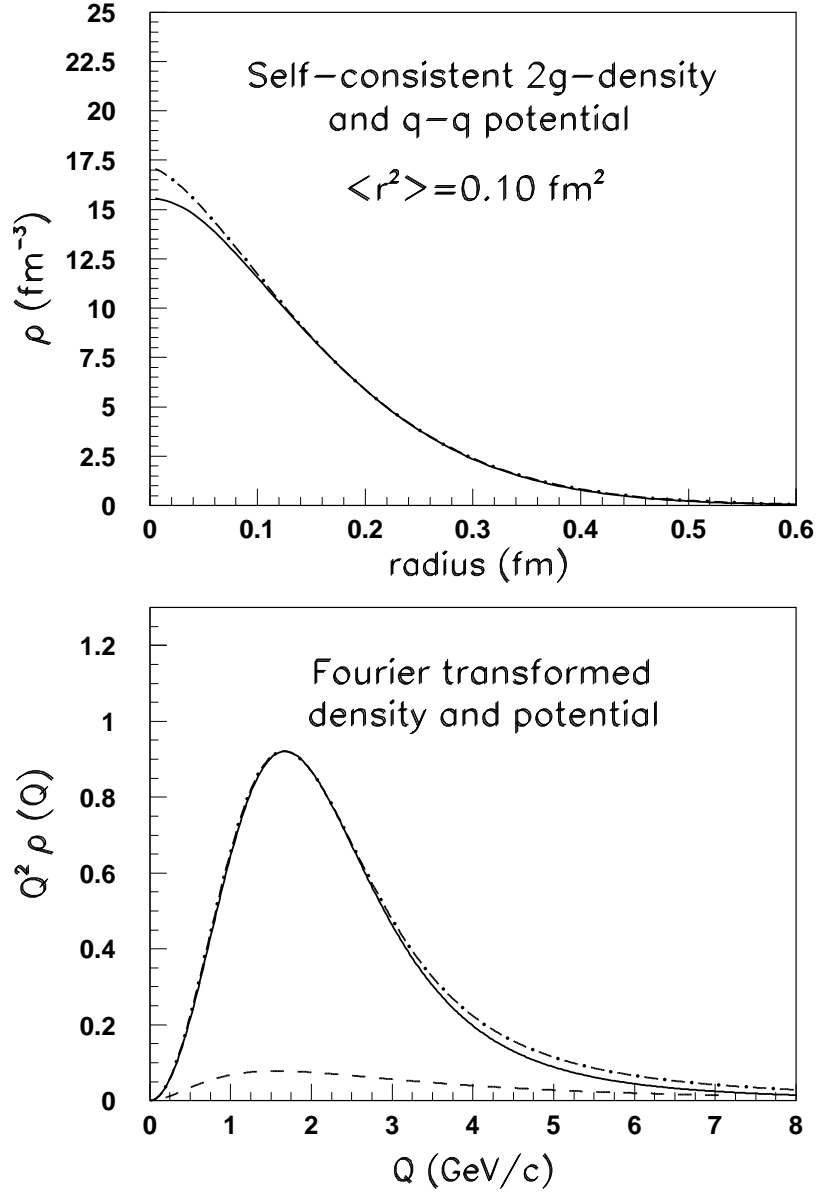 25
22.5
20
17.5
15
12.5
10
7.5
5
2.5
0
ρ (fm⁻³)
Self-consistent 2g-density
and q-q potential
<r²>=0.10 fm²
0 0.1 0.2 0.3 0.4 0.5 0.6
radius (fm)
1.2
1
0.8
0.6
0.4
0.2
0
Q² ρ (Q)
Fourier transformed
density and potential
0 1 2 3 4 5 6 7 8
Q (GeV/c)